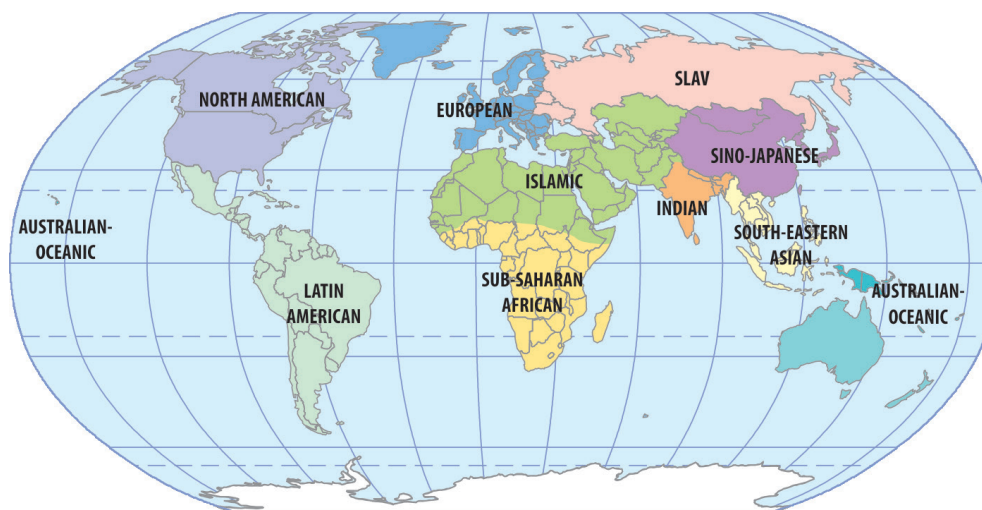 NORTH AMERICAN
EUROPEAN
SLAV
SINO-JAPANESE
ISLAMIC
INDIAN
AUSTRALIAN-
OCEANIC
SOUTH-EASTERN
ASIAN
SUB-SAHARAN
AFRICAN
LATIN
AMERICAN
AUSTRALIAN-
OCEANIC